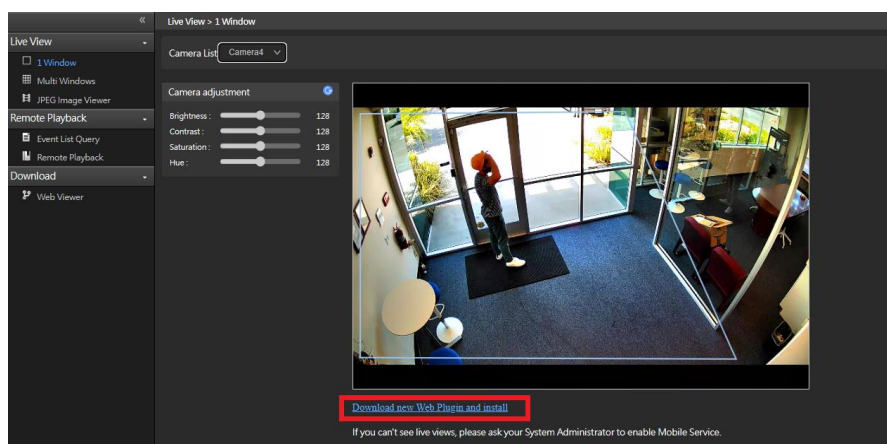 «
Live View > 1 Window
Live View
1 Window
Multi Windows
JPEG Image Viewer
Remote Playback
Event List Query
Remote Playback
Download
Web Viewer
Camera List Camera4
Camera adjustment
Brightness : 128
Contrast : 128
Saturation : 128
Hue : 128
Download new Web Plugin and install
If you can't see live views, please ask your System Administrator to enable Mobile Service.